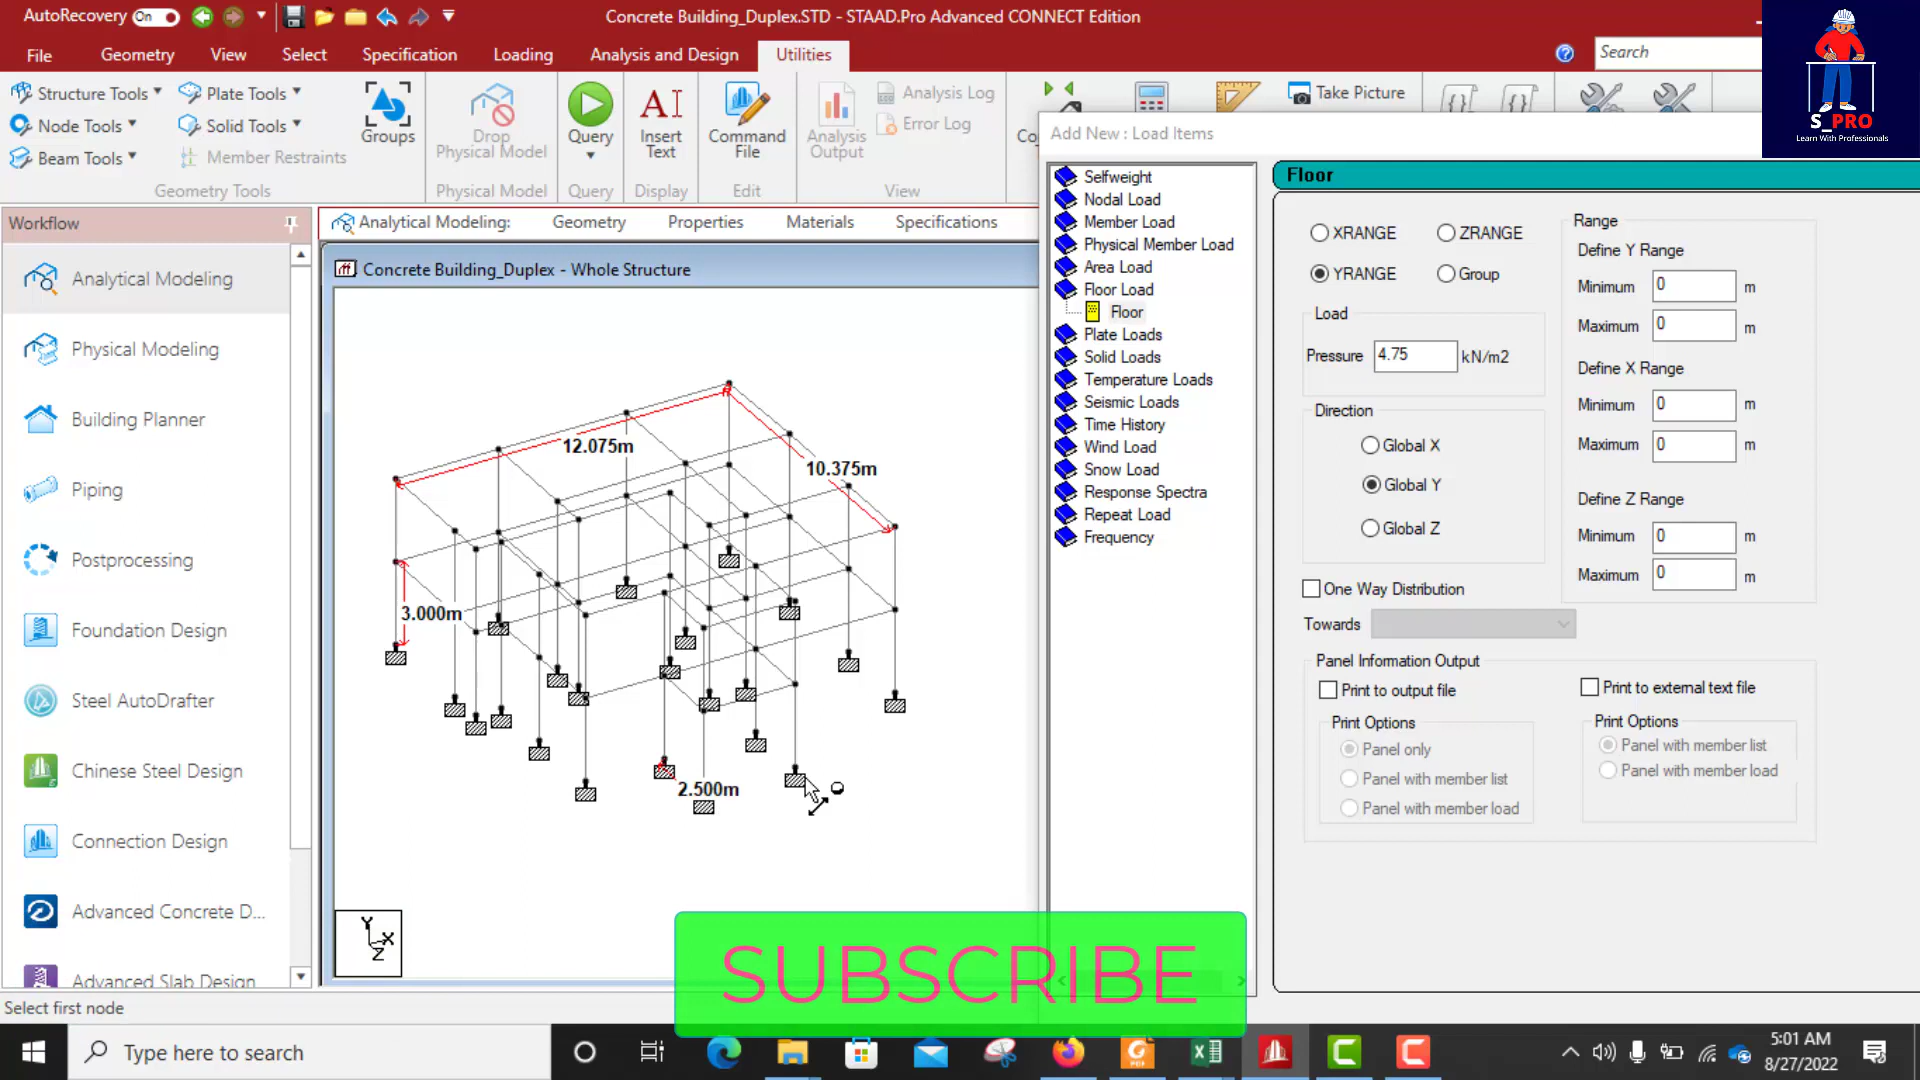 AutoRecovery On
Concrete Building_Duplex.STD - STAAD.Pro Advanced CONNECT Edition
File Geometry View Select Specification Loading Analysis and Design Utilities
Search
Structure Tools
Node Tools
Beam Tools
Plate Tools
Solid Tools
Member Restraints
Geometry Tools
Groups
Drop
Physical Model
Physical Model
Query
Query
Insert
Text
Display
Command
File
Edit
Analysis
Output
Analysis Log
Error Log
View
Co
Take Picture
S_PRO
Learn With Professionals
Workflow
Analytical Modeling
Physical Modeling
Building Planner
Piping
Postprocessing
Foundation Design
Steel AutoDrafter
Chinese Steel Design
Connection Design
Advanced Concrete D...
Advanced Slab Design
Analytical Modeling: Geometry Properties Materials Specifications
Concrete Building_Duplex - Whole Structure
12.075m
10.375m
3.000m
2.500m
Y
X
Z
Add New : Load Items
Selfweight
Nodal Load
Member Load
Physical Member Load
Area Load
Floor Load
Floor
Plate Loads
Solid Loads
Temperature Loads
Seismic Loads
Time History
Wind Load
Snow Load
Response Spectra
Repeat Load
Frequency
Floor
XRANGE ZRANGE
YRANGE Group
Load
Pressure 4.75 kN/m2
Direction
Global X
Global Y
Global Z
One Way Distribution
Towards
Range
Define Y Range
Minimum 0 m
Maximum 0 m
Define X Range
Minimum 0 m
Maximum 0 m
Define Z Range
Minimum 0 m
Maximum 0 m
Panel Information Output
Print to output file
Print Options
Panel only
Panel with member list
Panel with member load
Print to external text file
Print Options
Panel with member list
Panel with member load
SUBSCRIBE
Select first node
Type here to search
5:01 AM
8/27/2022